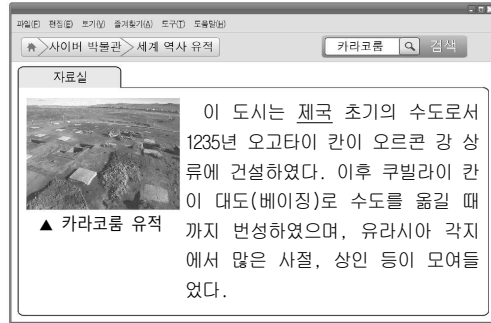 파일(F) 편집(E) 보기(V) 즐겨찾기(A) 도구(T) 도움말(H)
사이버 박물관 세계 역사 유적 카라코룸 검색
자료실
이 도시는 제국 초기의 수도로서
1235년 오고타이 칸이 오르콘 강 상
류에 건설하였다. 이후 쿠빌라이 칸
이 대도(베이징)로 수도를 옮길 때
까지 번성하였으며, 유라시아 각지
에서 많은 사절, 상인 등이 모여들
었다.
▲ 카라코룸 유적